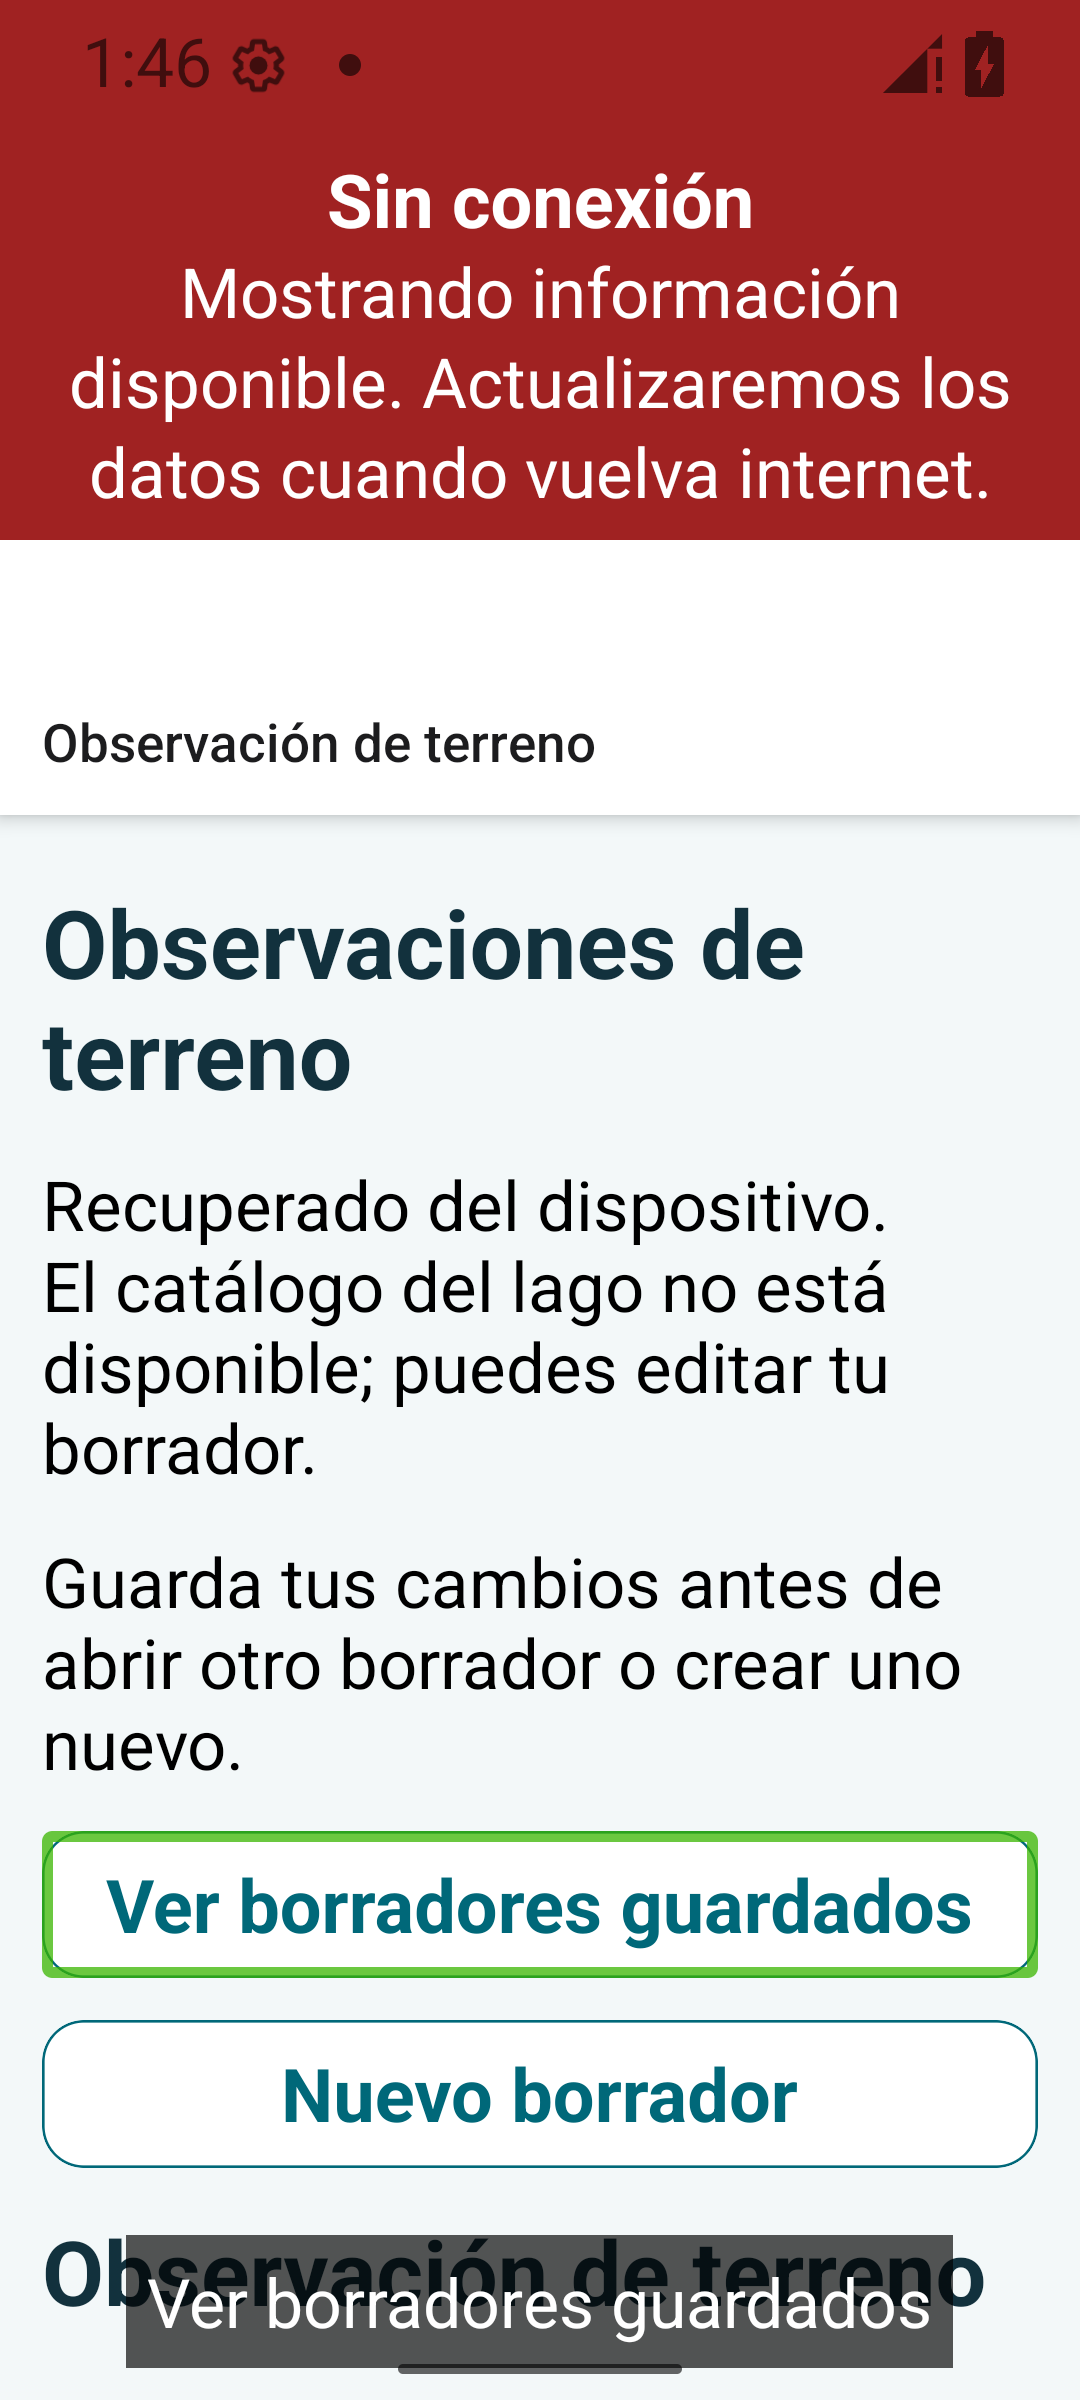 1:46
Sin conexión
Mostrando información
disponible. Actualizaremos los
datos cuando vuelva internet.
Observación de terreno
Observaciones de
terreno
Recuperado del dispositivo.
El catálogo del lago no está
disponible; puedes editar tu
borrador.
Guarda tus cambios antes de
abrir otro borrador o crear uno
nuevo.
Ver borradores guardados
Nuevo borrador
Observación de terreno
Ver borradores guardados